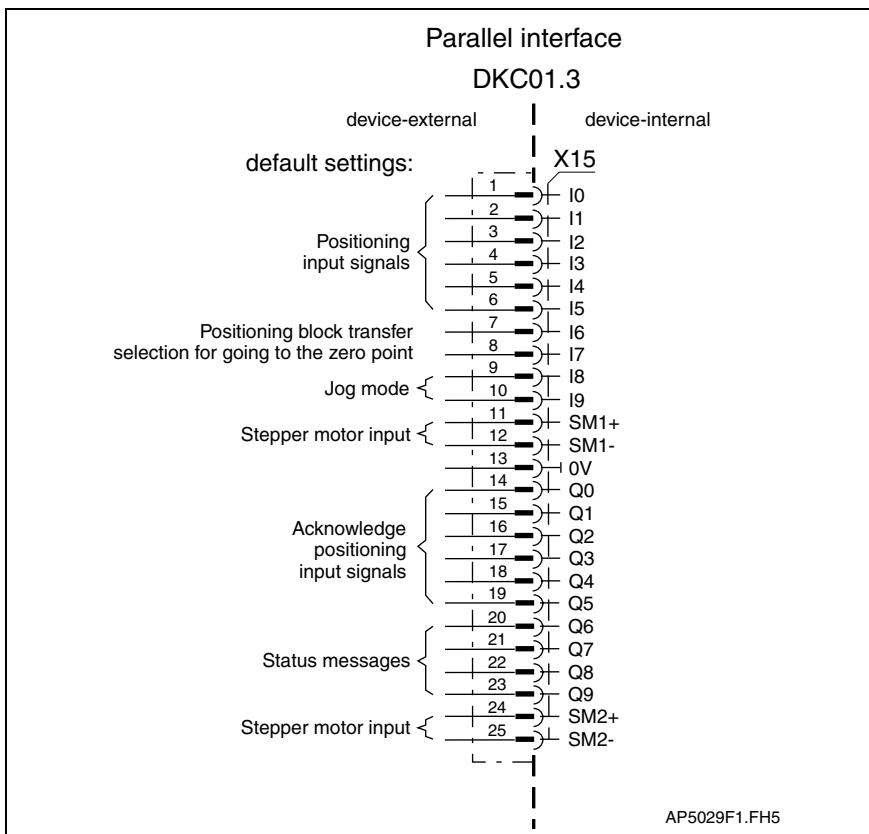 Parallel interface
DKC01.3
device-external device-internal
default settings: X15
1 I0
2 I1
Positioning 3 I2
input signals 4 I3
5 I4
6 I5
Positioning block transfer 7 I6
selection for going to the zero point 8 I7
9 I8
Jog mode 10 I9
11 SM1+
Stepper motor input 12 SM1-
13 0V
14 Q0
15 Q1
Acknowledge 16 Q2
positioning 17 Q3
input signals 18 Q4
19 Q5
20 Q6
21 Q7
Status messages 22 Q8
23 Q9
24 SM2+
Stepper motor input 25 SM2-
AP5029F1.FH5